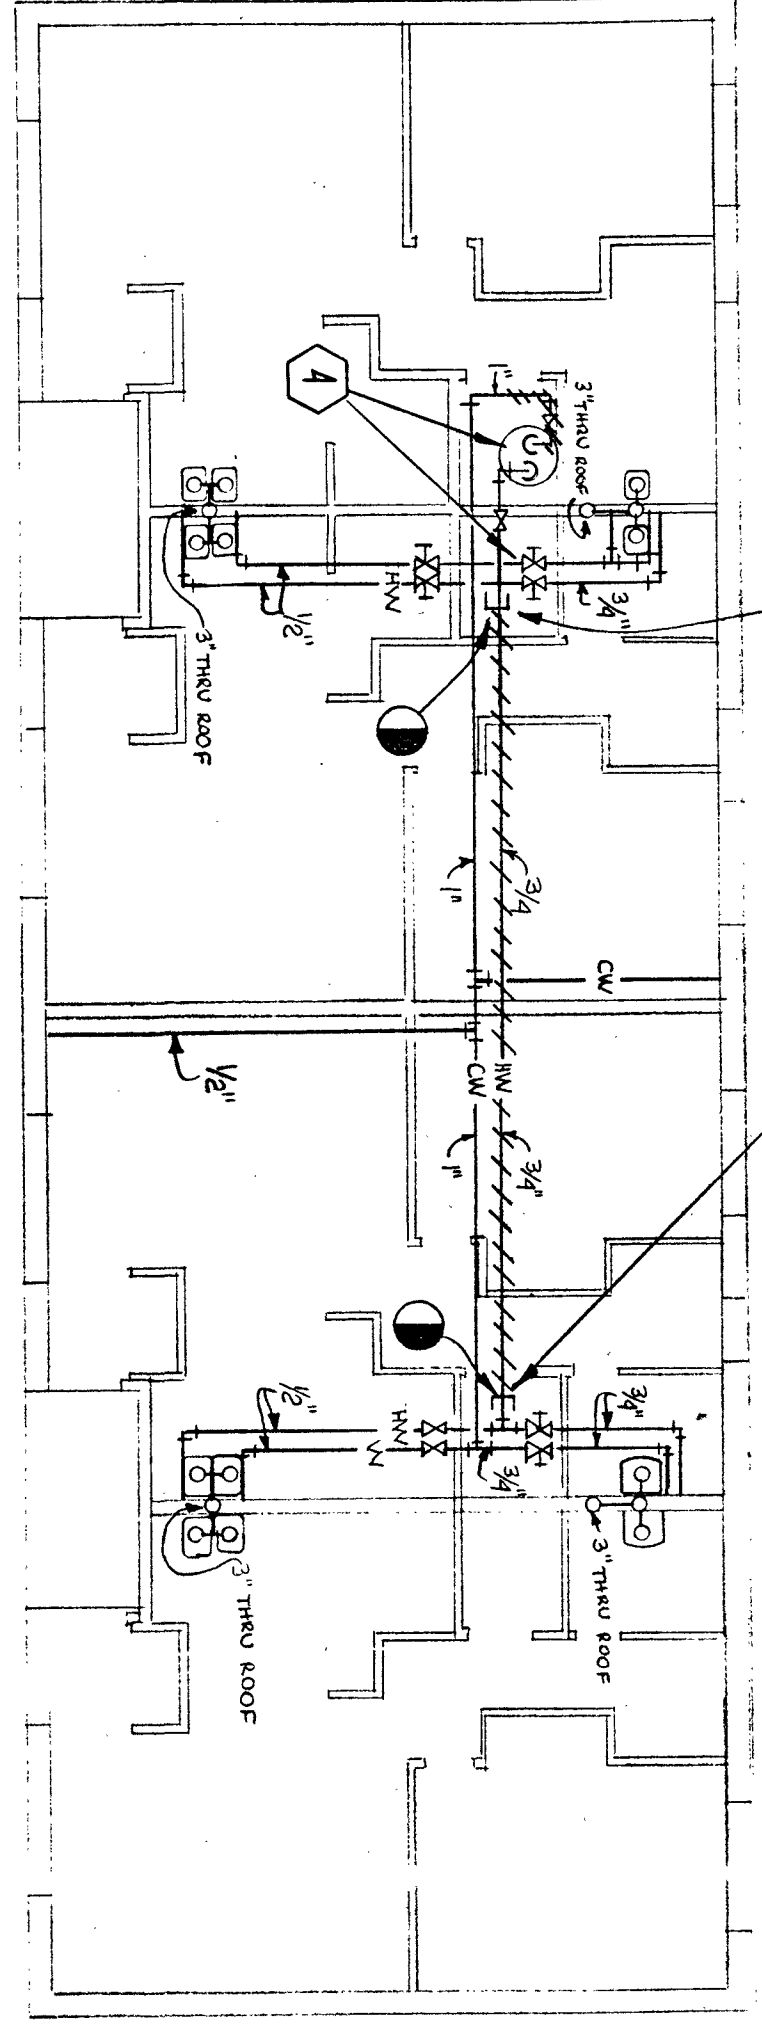 4
1"
3" THRU ROOF
HW
1/2"
3/4"
3" THRU ROOF
1"
3/4
CW
1/2"
CW
HW
1"
3/4"
1/2"
HW
3/4"
3/4"
3" THRU ROOF
3" THRU ROOF